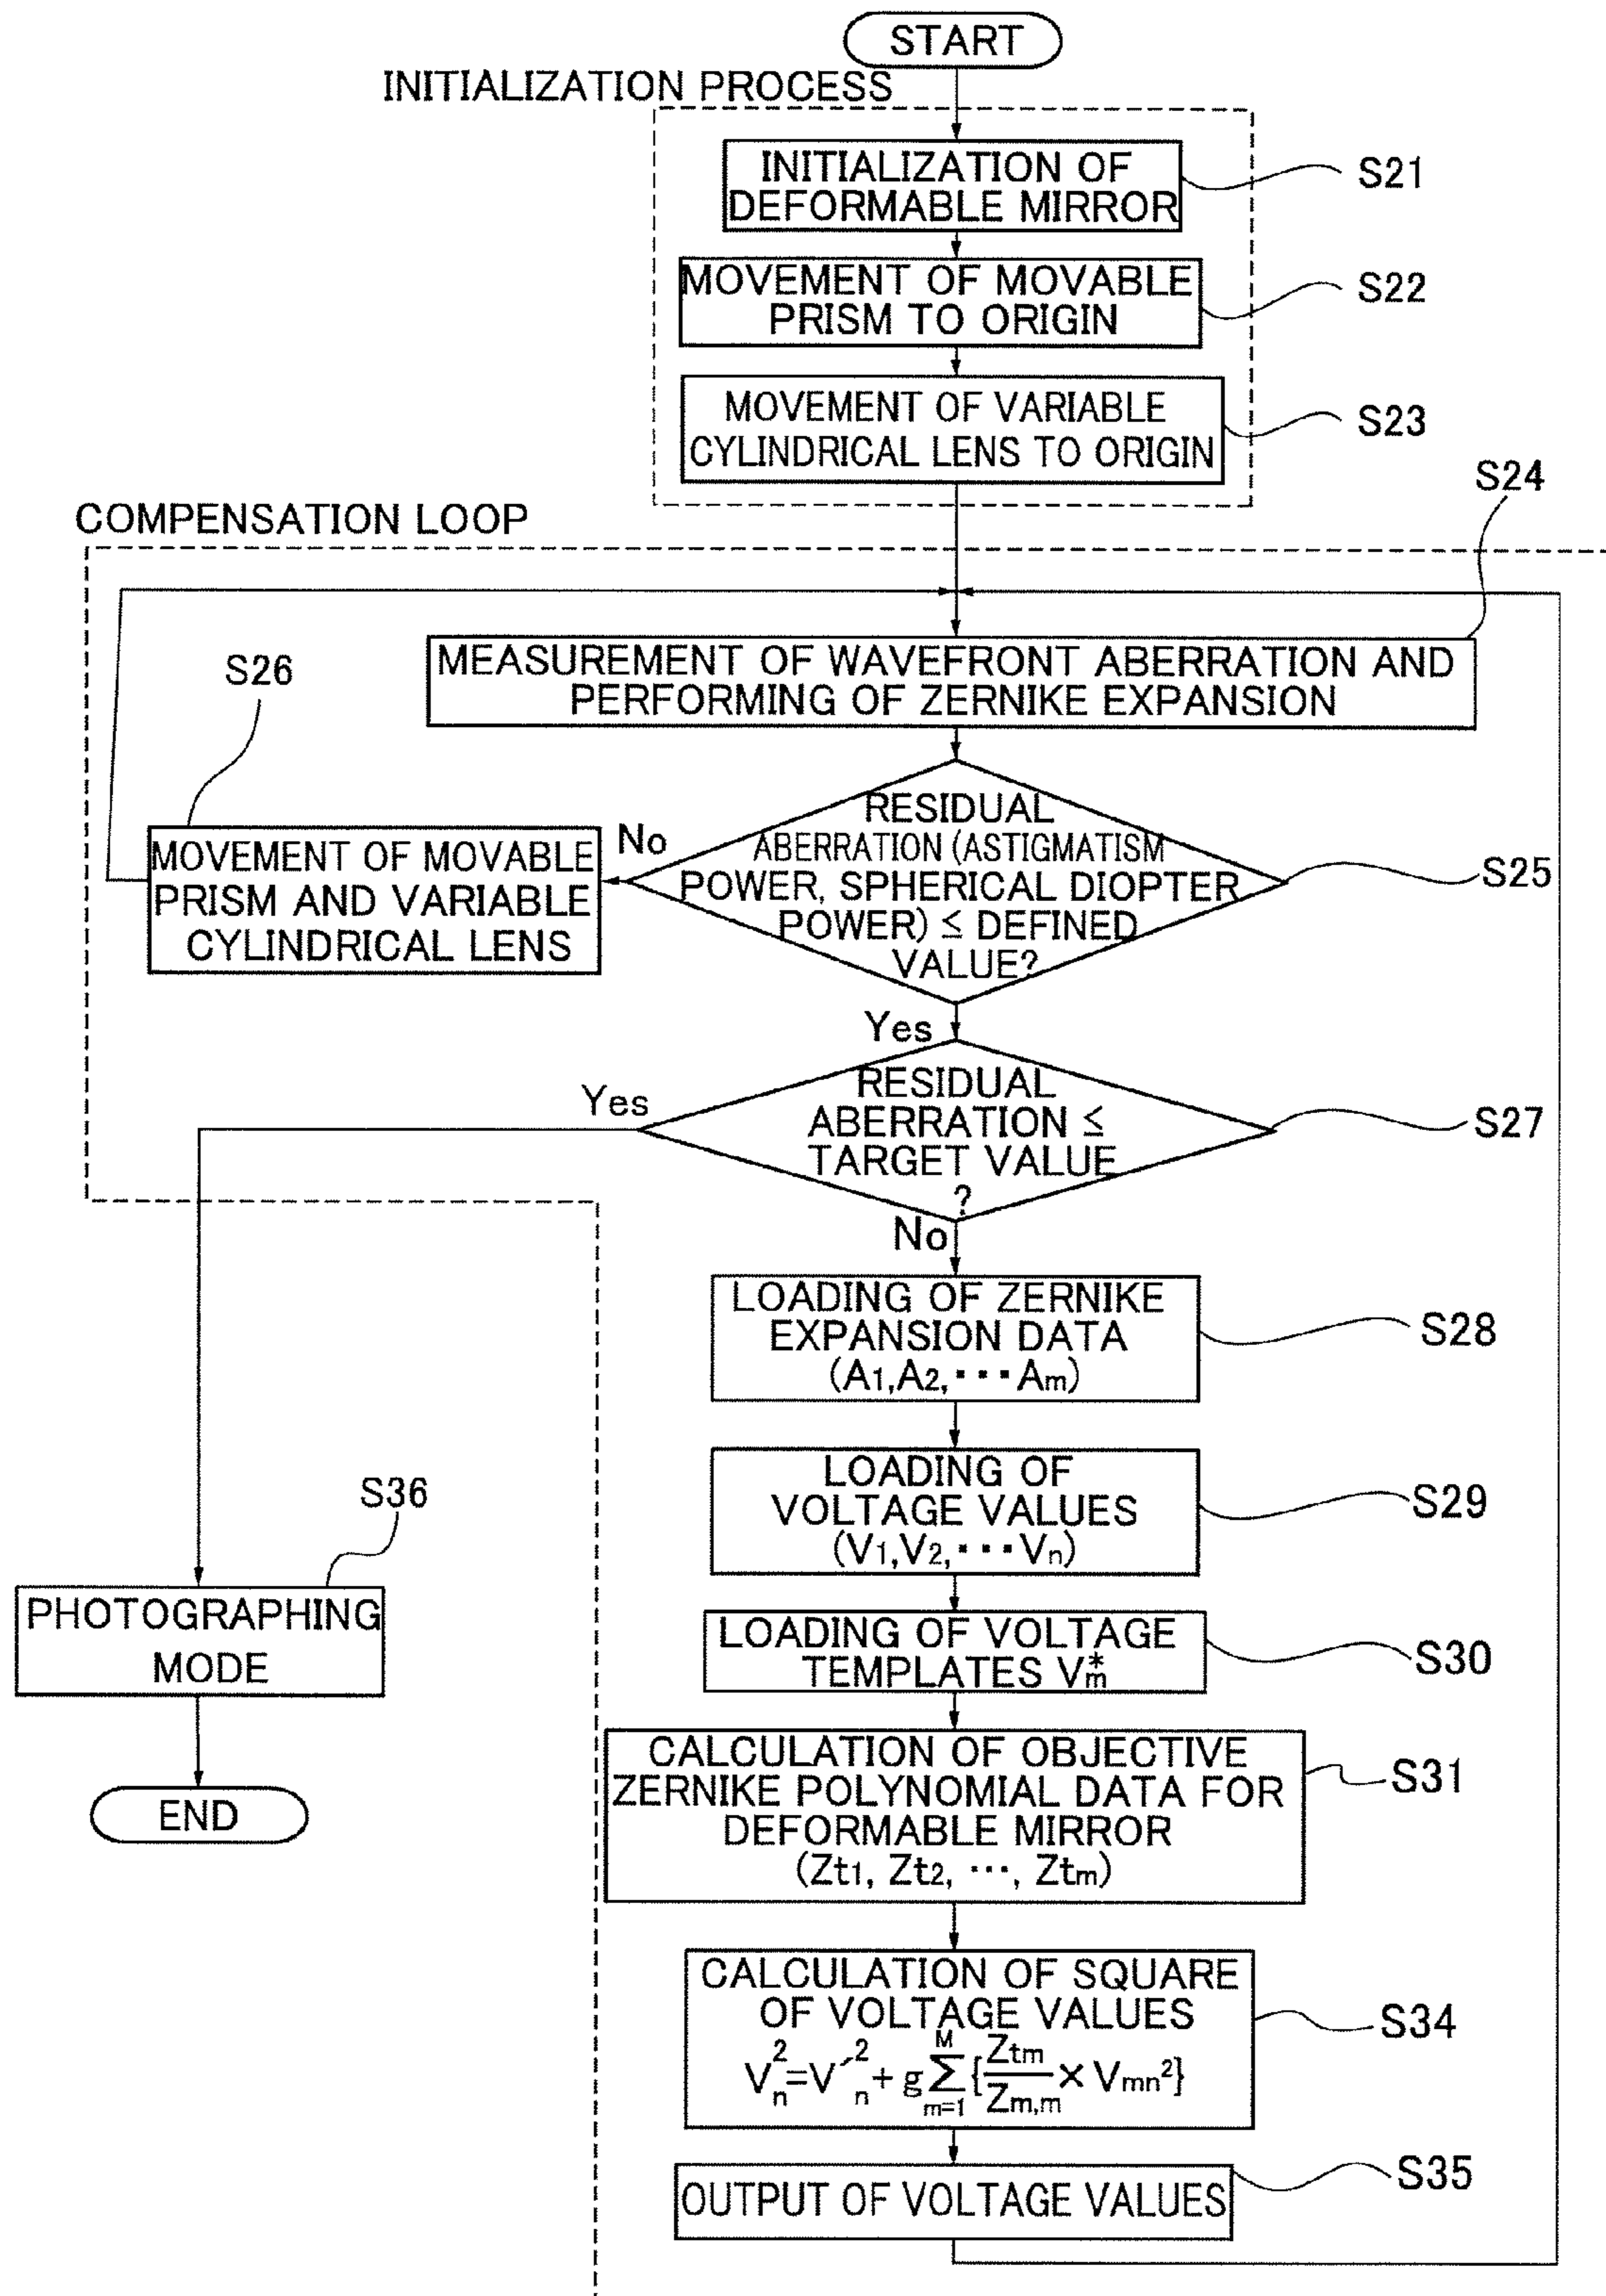 START
INITIALIZATION PROCESS
INITIALIZATION OF
DEFORMABLE MIRROR
S21
MOVEMENT OF MOVABLE
PRISM TO ORIGIN
S22
MOVEMENT OF VARIABLE
CYLINDRICAL LENS TO ORIGIN
S23
S24
COMPENSATION LOOP
MEASUREMENT OF WAVEFRONT ABERRATION AND
PERFORMING OF ZERNIKE EXPANSION
S26
RESIDUAL
ABERRATION (ASTIGMATISM
POWER, SPHERICAL DIOPTER
POWER) ≤ DEFINED
VALUE?
S25
No
MOVEMENT OF MOVABLE
PRISM AND VARIABLE
CYLINDRICAL LENS
Yes
RESIDUAL
ABERRATION ≤
TARGET VALUE
?
S27
Yes
No
LOADING OF ZERNIKE
EXPANSION DATA
(A1,A2,···Am)
S28
LOADING OF
VOLTAGE VALUES
(V1,V2,···Vn)
S29
S36
PHOTOGRAPHING
MODE
LOADING OF VOLTAGE
TEMPLATES V*m
S30
CALCULATION OF OBJECTIVE
ZERNIKE POLYNOMIAL DATA FOR
DEFORMABLE MIRROR
(Zt1, Zt2, ···, Ztm)
S31
END
CALCULATION OF SQUARE
OF VOLTAGE VALUES
V²n=V´²n+g∑^M_{m=1}{Ztm/Zm,m×Vmn²}
S34
OUTPUT OF VOLTAGE VALUES
S35